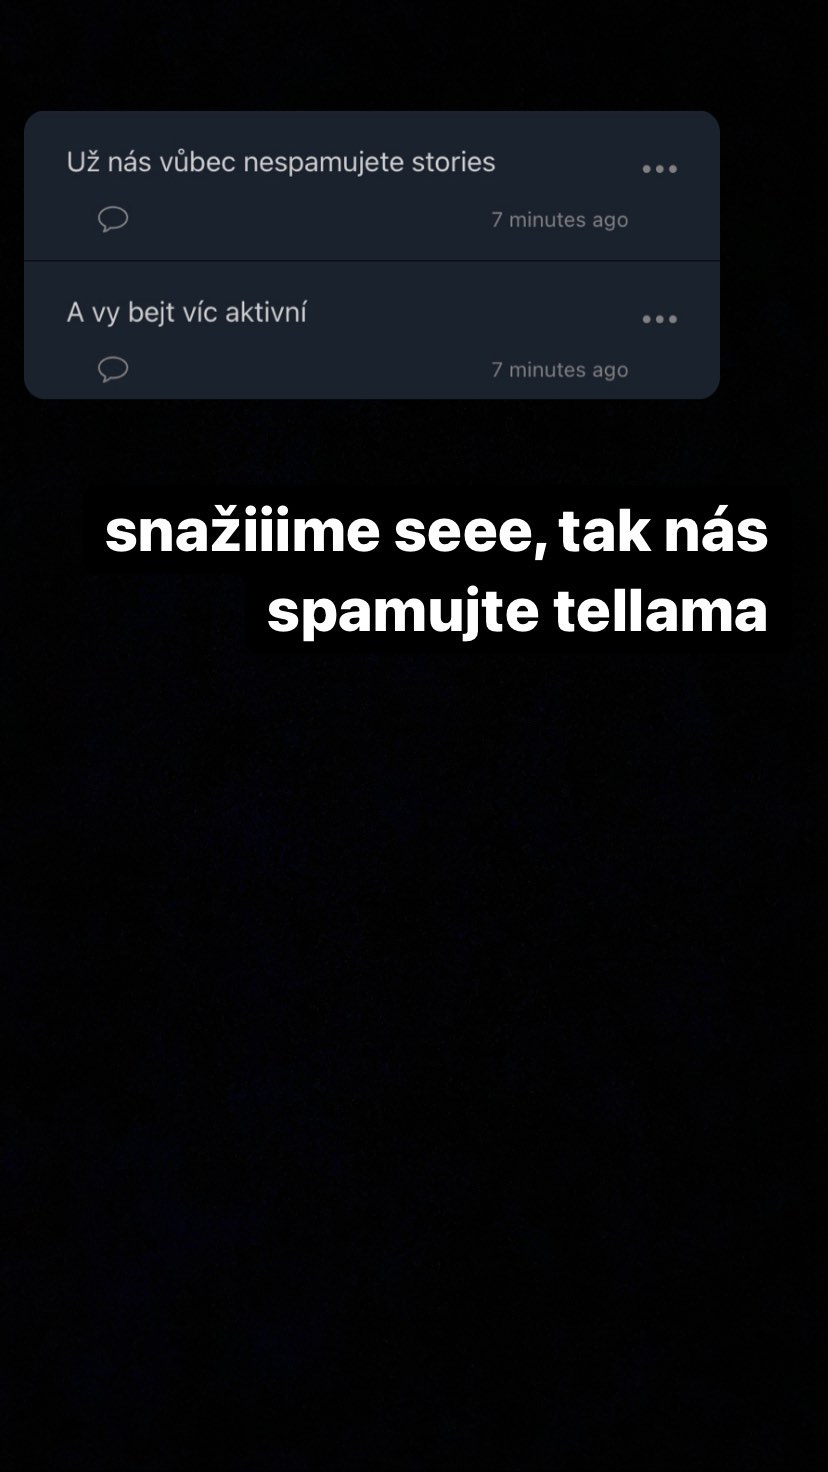 Už nás vůbec nespamujete stories
7 minutes ago
A vy bejt víc aktivní
7 minutes ago
snažiiime seee, tak nás
spamujte tellama